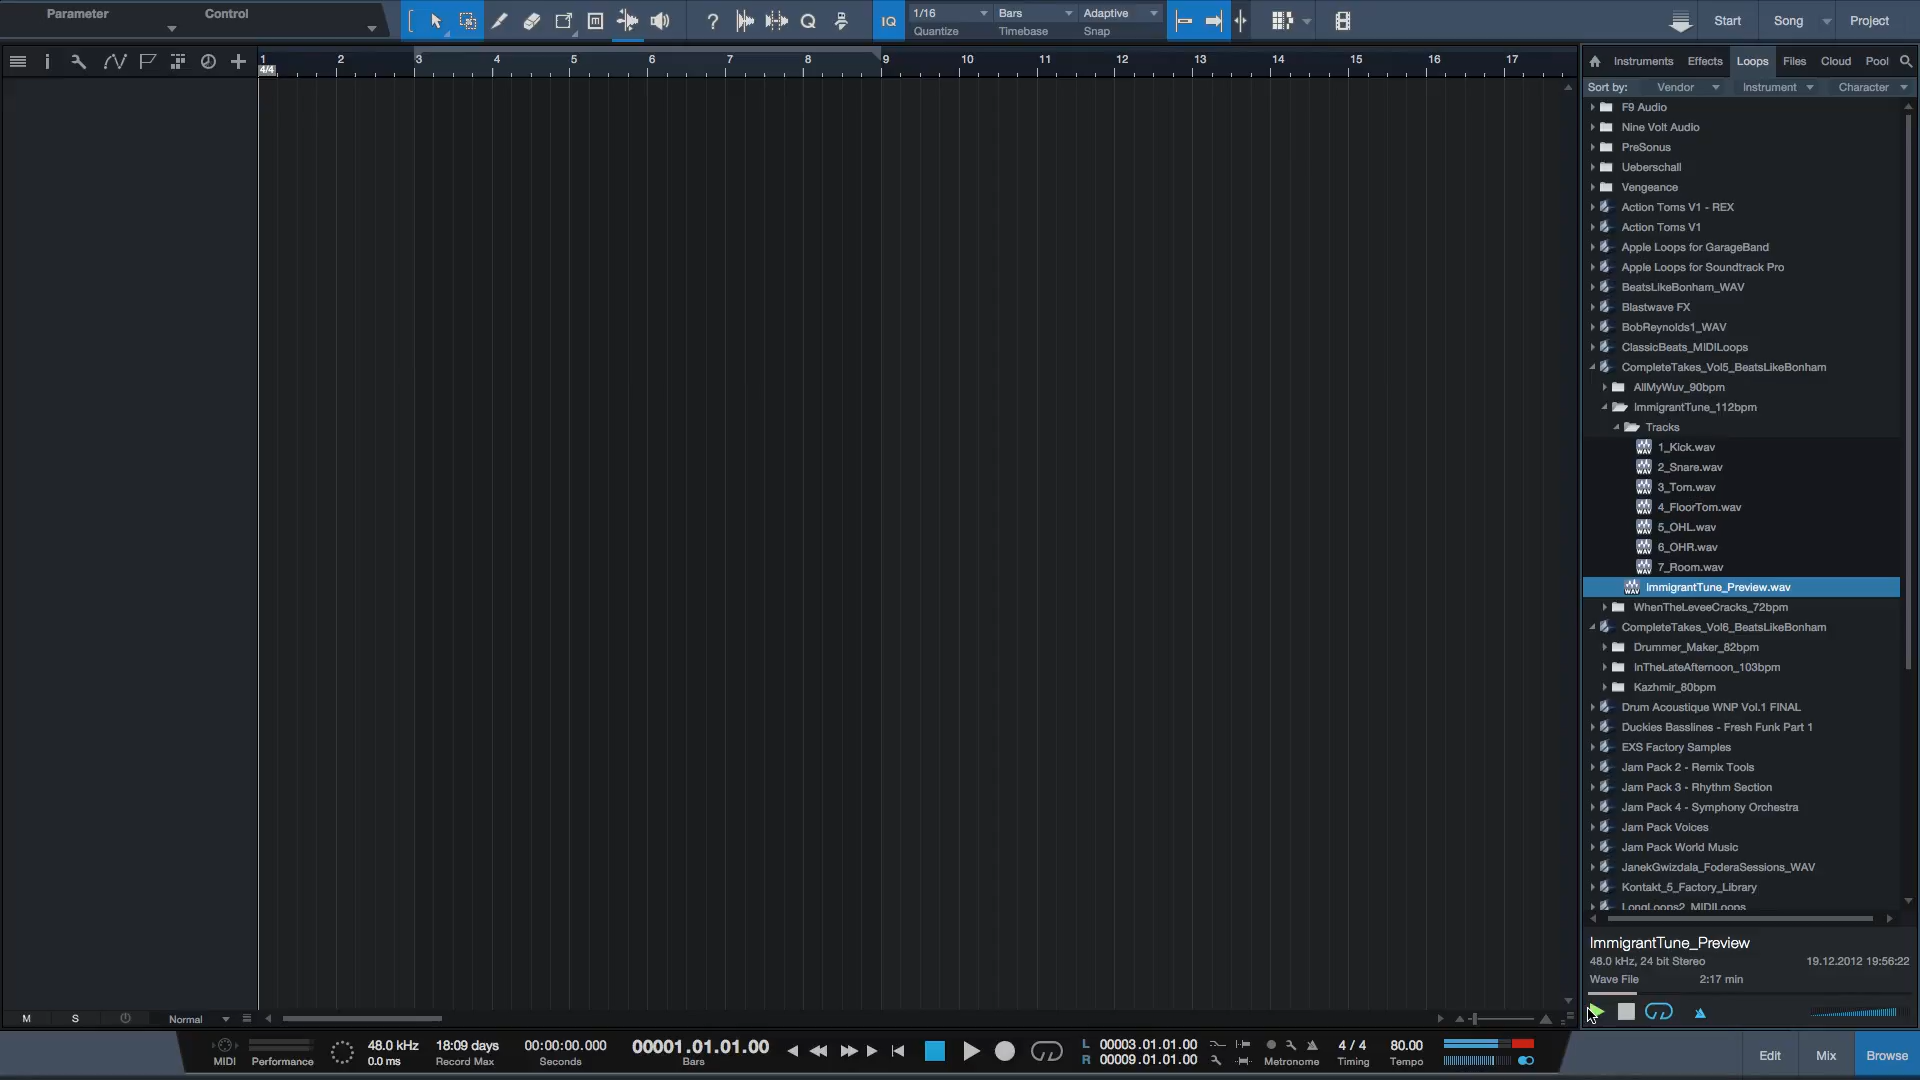 Parameter
Control
IQ
1/16
Quantize
Bars
Timebase
Adaptive
Snap
Start
Song
Project
1 2 3 4 5 6 7 8 9 10 11 12 13 14 15 16 17
4/4
Instruments Effects Loops Files Cloud Pool
Sort by: Vendor Instrument Character
F9 Audio
Nine Volt Audio
PreSonus
Ueberschall
Vengeance
Action Toms V1 - REX
Action Toms V1
Apple Loops for GarageBand
Apple Loops for Soundtrack Pro
BeatsLikeBonham_WAV
Blastwave FX
BobReynolds1_WAV
ClassicBeats_MIDILoops
CompleteTakes_Vol5_BeatsLikeBonham
AllMyWuv_90bpm
ImmigrantTune_112bpm
Tracks
1_Kick.wav
2_Snare.wav
3_Tom.wav
4_FloorTom.wav
5_OHL.wav
6_OHR.wav
7_Room.wav
ImmigrantTune_Preview.wav
WhenTheLeveeCracks_72bpm
CompleteTakes_Vol6_BeatsLikeBonham
Drummer_Maker_82bpm
InTheLateAfternoon_103bpm
Kazhmir_80bpm
Drum Acoustique WNP Vol.1 FINAL
Duckies Basslines - Fresh Funk Part 1
EXS Factory Samples
Jam Pack 2 - Remix Tools
Jam Pack 3 - Rhythm Section
Jam Pack 4 - Symphony Orchestra
Jam Pack Voices
Jam Pack World Music
JanekGwizdala_FoderaSessions_WAV
Kontakt_5_Factory_Library
LongLoops2_MIDILoops
ImmigrantTune_Preview
48.0 kHz, 24 bit Stereo 19.12.2012 19:56:22
Wave File 2:17 min
M S Normal
MIDI
Performance
48.0 kHz
0.0 ms
18:09 days
Record Max
00:00:00.000
Seconds
00001.01.01.00
Bars
L 00003.01.01.00
R 00009.01.01.00
Metronome
4 / 4
Timing
80.00
Tempo
Edit
Mix
Browse